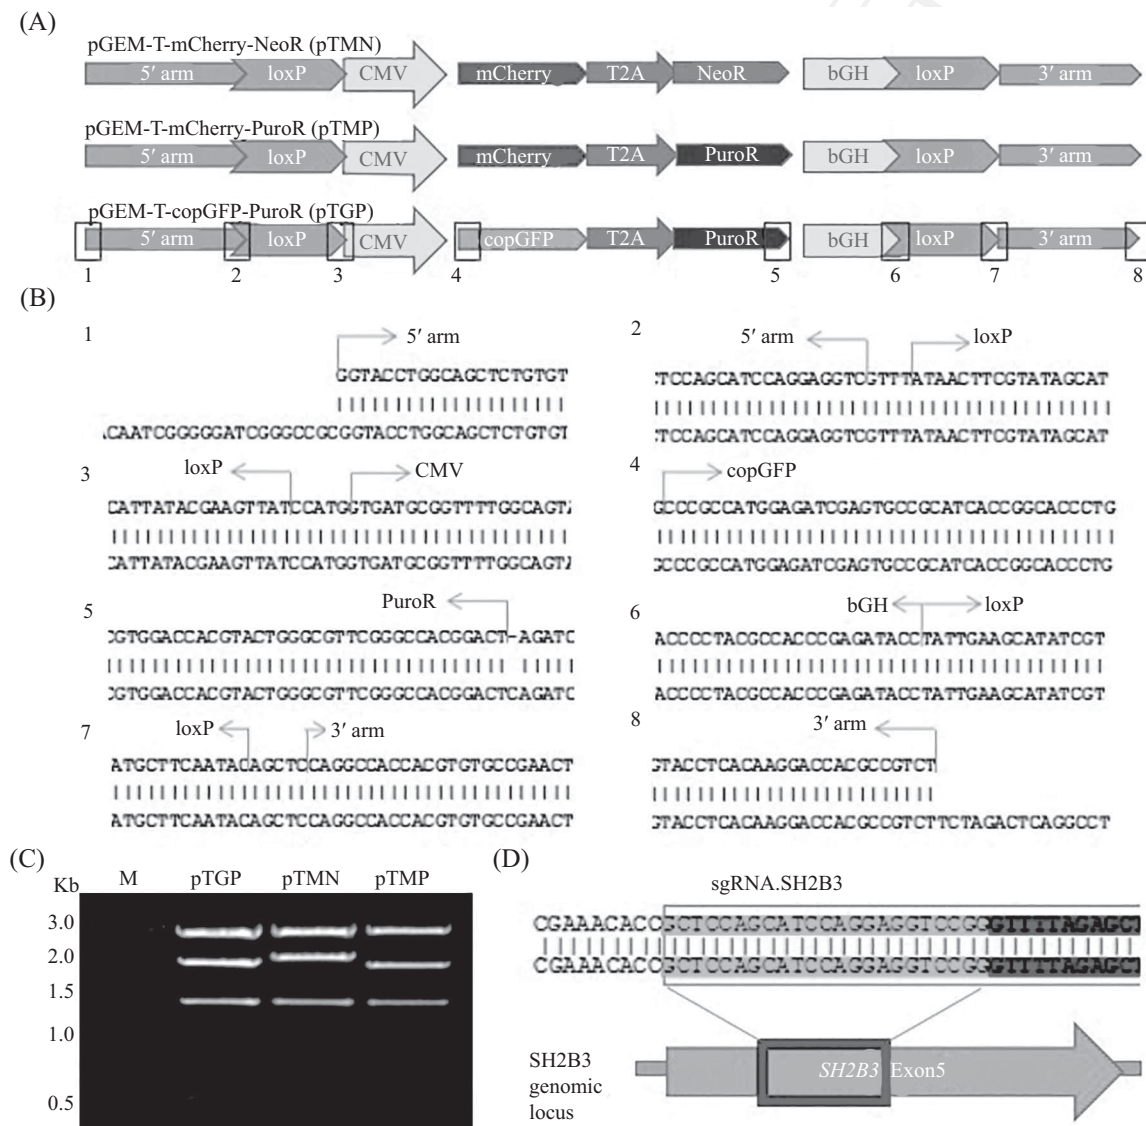 (A)
pGEM-T-mCherry-NeoR (pTMN)
5′ arm loxP CMV mCherry T2A NeoR bGH loxP 3′ arm
pGEM-T-mCherry-PuroR (pTMP)
5′ arm loxP CMV mCherry T2A PuroR bGH loxP 3′ arm
pGEM-T-copGFP-PuroR (pTGP)
5′ arm loxP CMV copGFP T2A PuroR bGH loxP 3′ arm
1 2 3 4 5 6 7 8
(B)
1
5′ arm
GGTACCTGGCAGCTCTGTGT
CAATCGGGGGATCGGGCCGCGGTACCTGGCAGCTCTGTGT
2
5′ arm loxP
TCCAGCATCCAGGAGGTCGTTTATAACTTCGTATAGCAT
TCCAGCATCCAGGAGGTCGTTTATAACTTCGTATAGCAT
3
loxP CMV
CATTATACGAAGTTATCCATGGTGATGCGGTTTTGGCAGTA
CATTATACGAAGTTATCCATGGTGATGCGGTTTTGGCAGTA
4
copGFP
GCCCGCCATGGAGATCGAGTGCCGCATCACCGGCACCCTG
GCCCGCCATGGAGATCGAGTGCCGCATCACCGGCACCCTG
5
PuroR
CGTGGACCACGTACTGGGCGTTCGGGCCACGGACT-AGATC
CGTGGACCACGTACTGGGCGTTCGGGCCACGGACTCAGATC
6
bGH loxP
ACCCCTACGCCACCCGAGATACCTATTGAAGCATATCGT
ACCCCTACGCCACCCGAGATACCTATTGAAGCATATCGT
7
loxP 3′ arm
ATGCTTCAATACAGCTCCAGGCCACCACGTGTGCCGAACT
ATGCTTCAATACAGCTCCAGGCCACCACGTGTGCCGAACT
8
3′ arm
GTACCTCACAAGGACCACGCCGTCT
GTACCTCACAAGGACCACGCCGTCTTCTAGACTCAGGCCT
(C)
Kb M pTGP pTMN pTMP
3.0
2.0
1.5
1.0
0.5
(D)
sgRNA.SH2B3
CGAAACACCGCTCCAGCATCCAGGAGGTCCGGGTTTTAGAGCT
CGAAACACCGCTCCAGCATCCAGGAGGTCCGGGTTTTAGAGCT
SH2B3
genomic
locus
SH2B3 Exon5